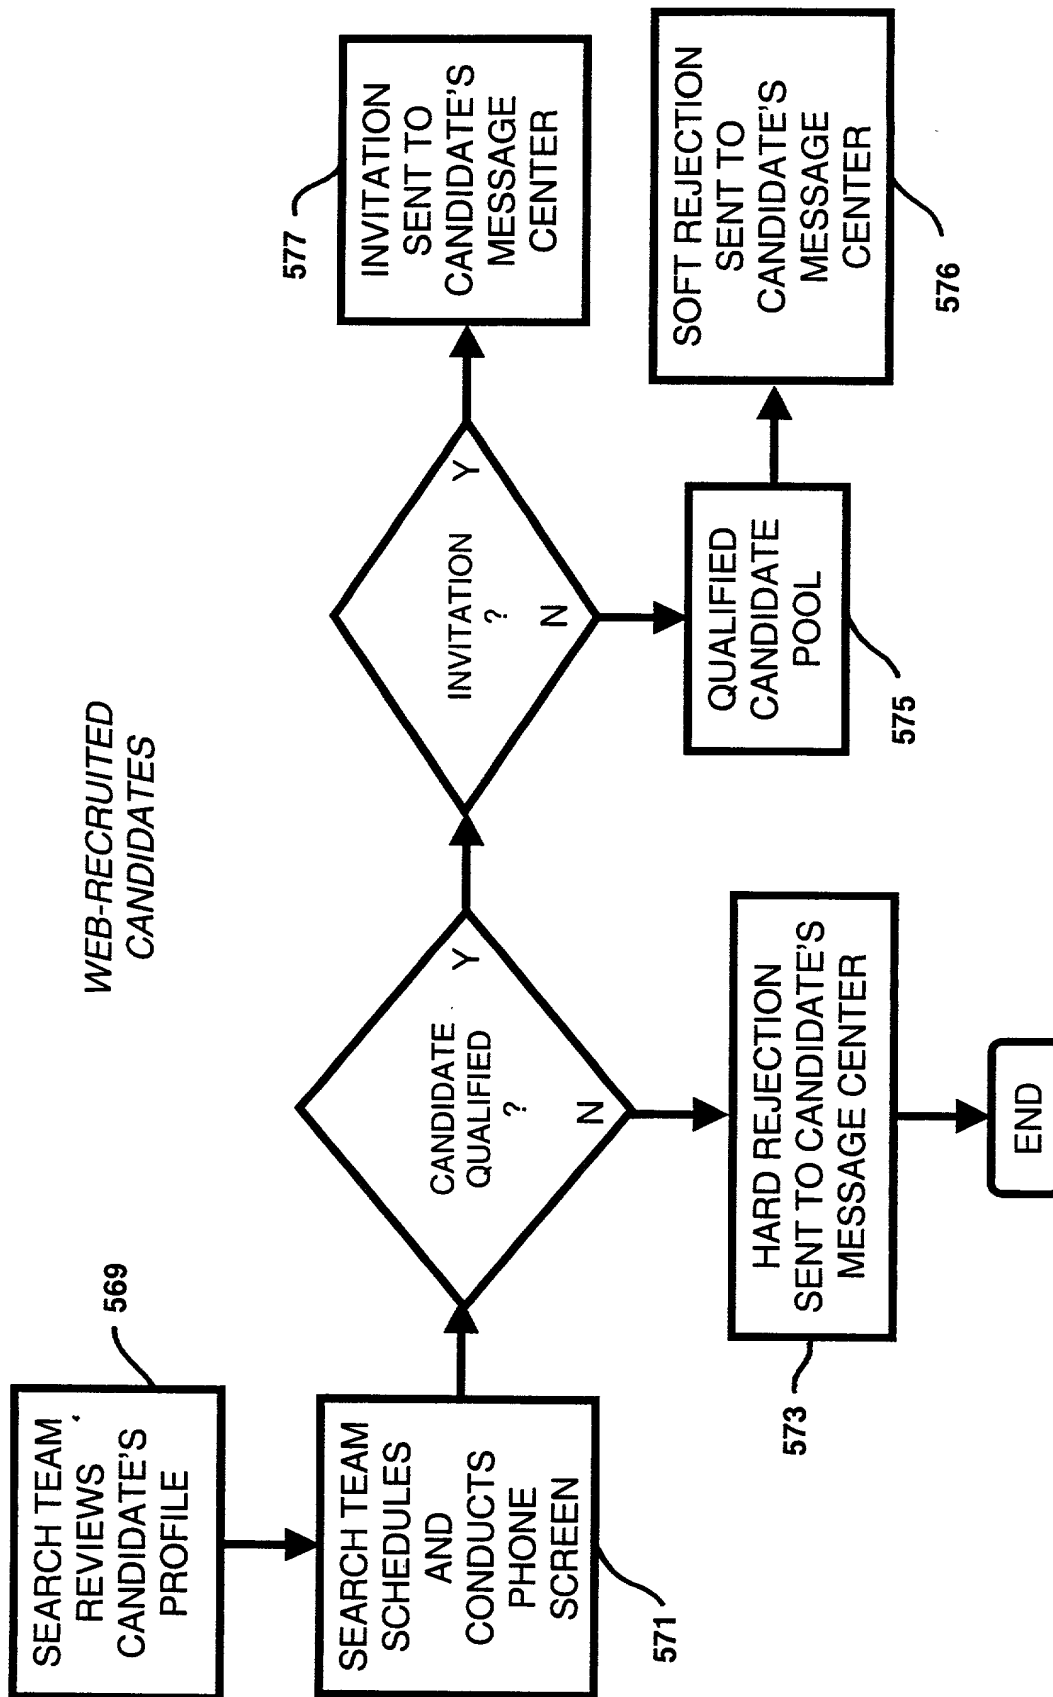 WEB-RECRUITED
CANDIDATES
SEARCH TEAM
REVIEWS
CANDIDATE'S
PROFILE
569
SEARCH TEAM
SCHEDULES
AND
CONDUCTS
PHONE
SCREEN
571
CANDIDATE
QUALIFIED
?
Y
N
INVITATION
?
Y
N
577
INVITATION
SENT TO
CANDIDATE'S
MESSAGE
CENTER
HARD REJECTION
SENT TO CANDIDATE'S
MESSAGE CENTER
573
END
QUALIFIED
CANDIDATE
POOL
575
SOFT REJECTION
SENT TO
CANDIDATE'S
MESSAGE
CENTER
576